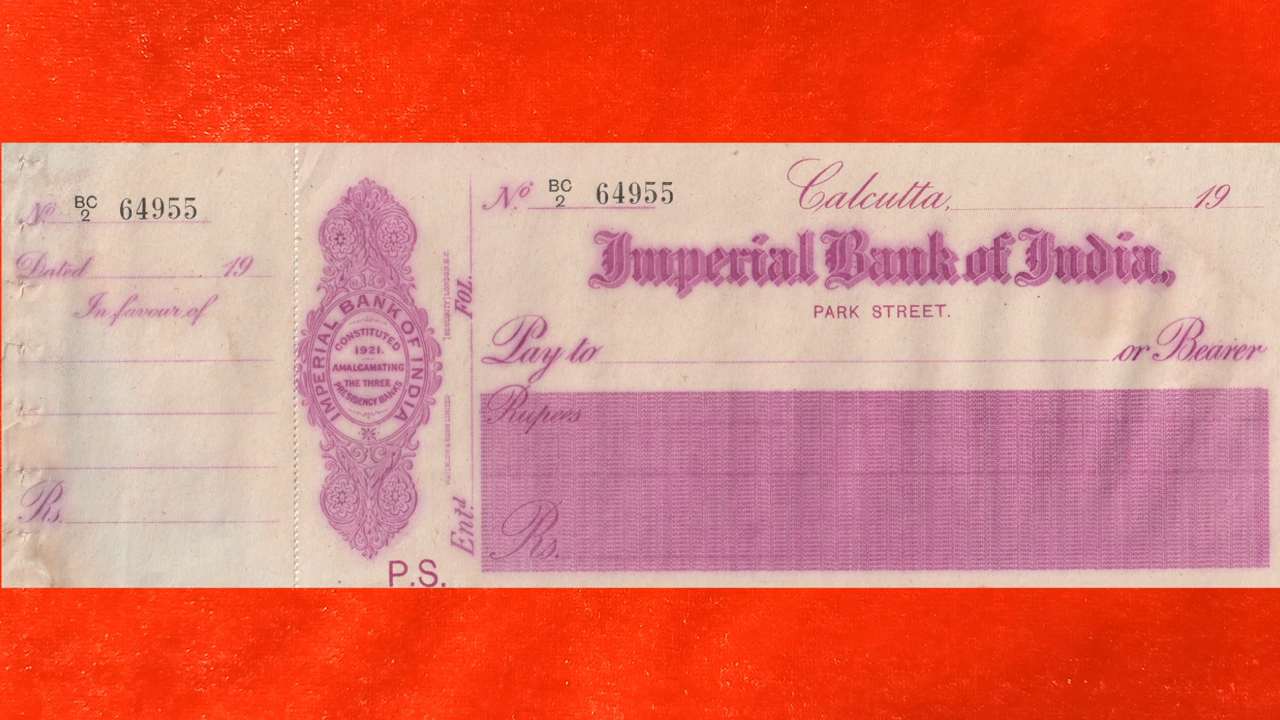 No. BC/2 64955
Dated 19
In favour of
Rs.
IMPERIAL BANK OF INDIA
CONSTITUTED
1921.
AMALGAMATING
THE THREE
PRESIDENCY BANKS
P.S.
FOL.
Entd
No. BC/2 64955
Calcutta, 19
Imperial Bank of India,
PARK STREET.
Pay to or Bearer
Rupees
Rs.